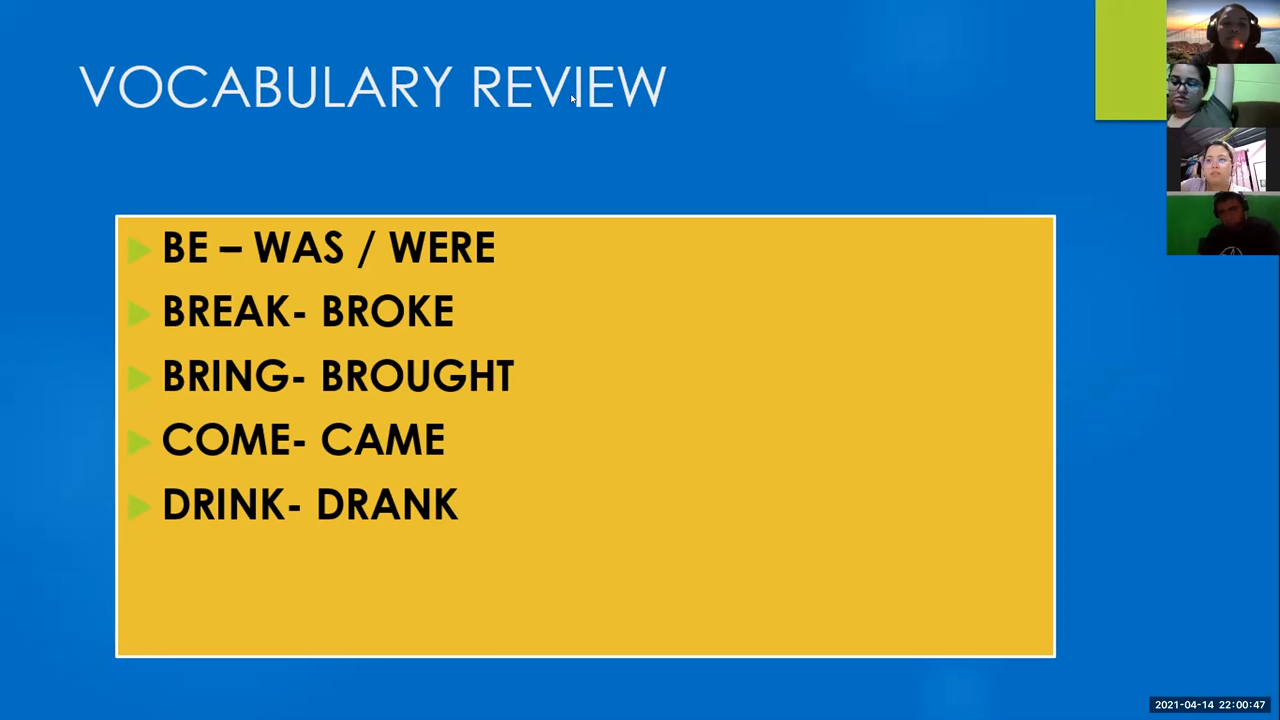 VOCABULARY REVIEW
BE – WAS / WERE
BREAK- BROKE
BRING- BROUGHT
COME- CAME
DRINK- DRANK
2021-04-14 22:00:47